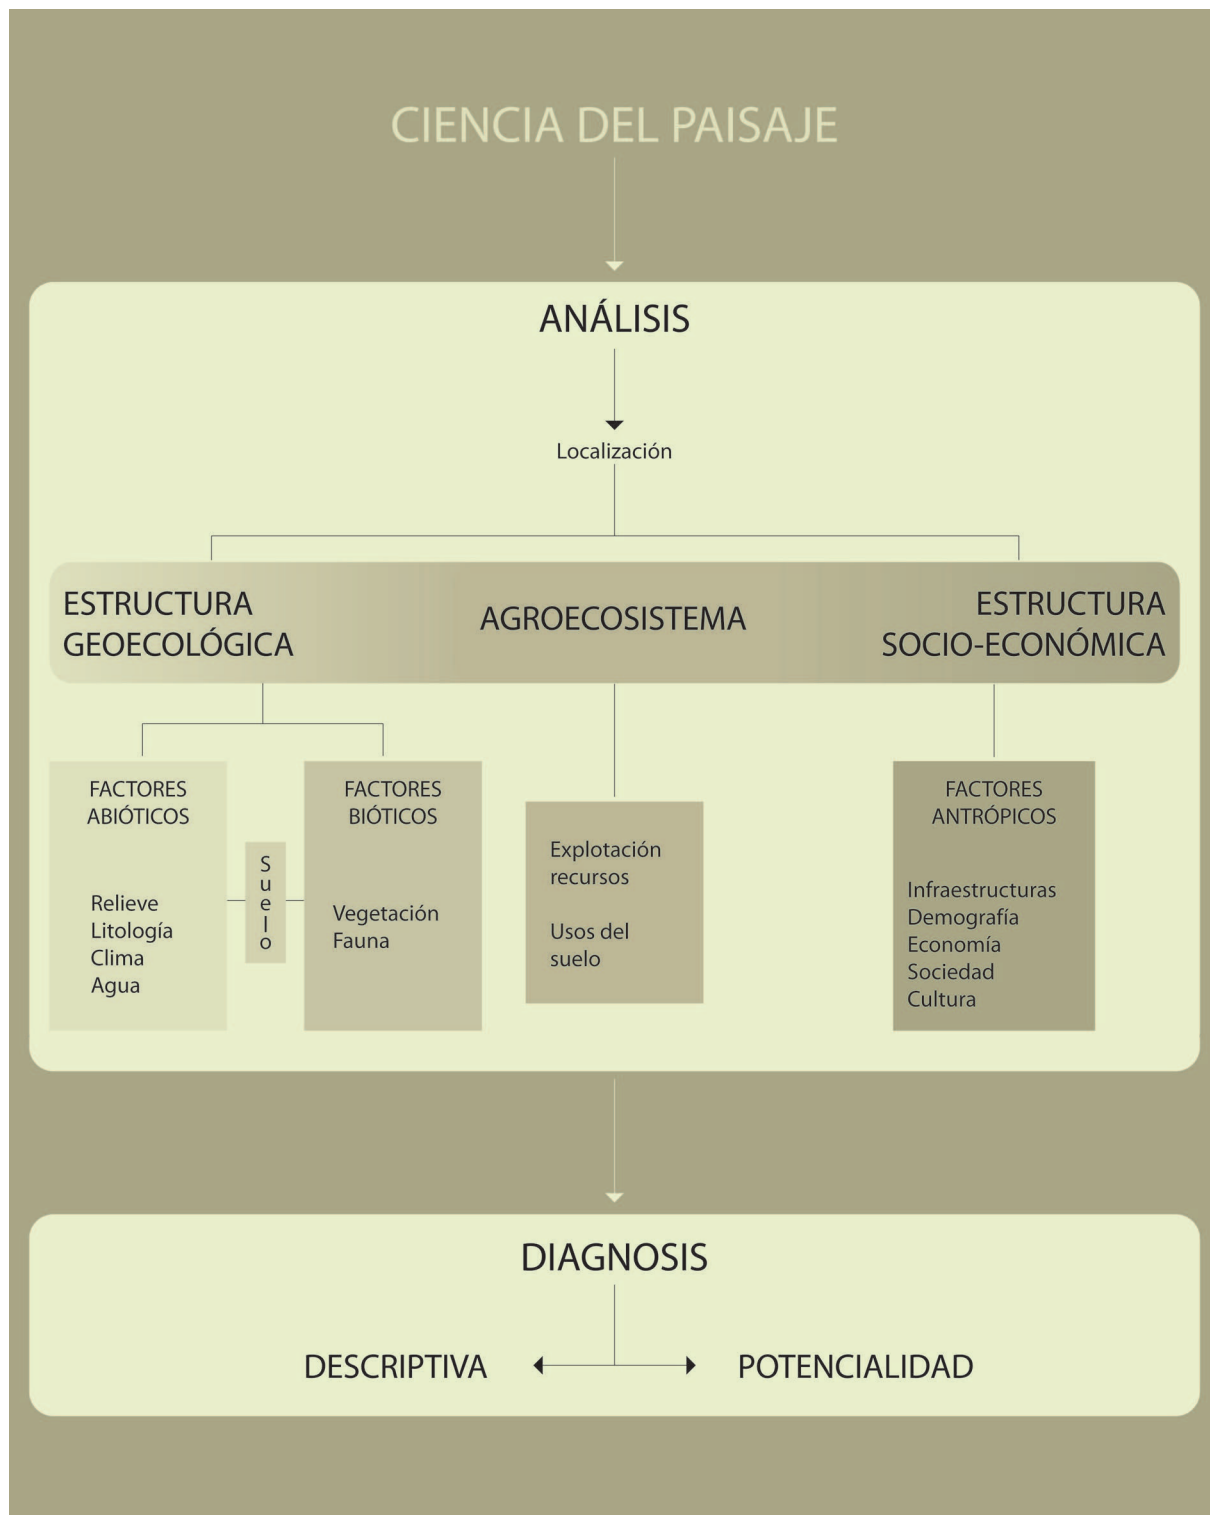 CIENCIA DEL PAISAJE
ANÁLISIS
Localización
ESTRUCTURA
GEOECOLÓGICA
AGROECOSISTEMA
ESTRUCTURA
SOCIO-ECONÓMICA
FACTORES
ABIÓTICOS
Relieve
Litología
Clima
Agua
Suelo
FACTORES
BIÓTICOS
Vegetación
Fauna
Explotación
recursos
Usos del
suelo
FACTORES
ANTRÓPICOS
Infraestructuras
Demografía
Economía
Sociedad
Cultura
DIAGNOSIS
DESCRIPTIVA
POTENCIALIDAD